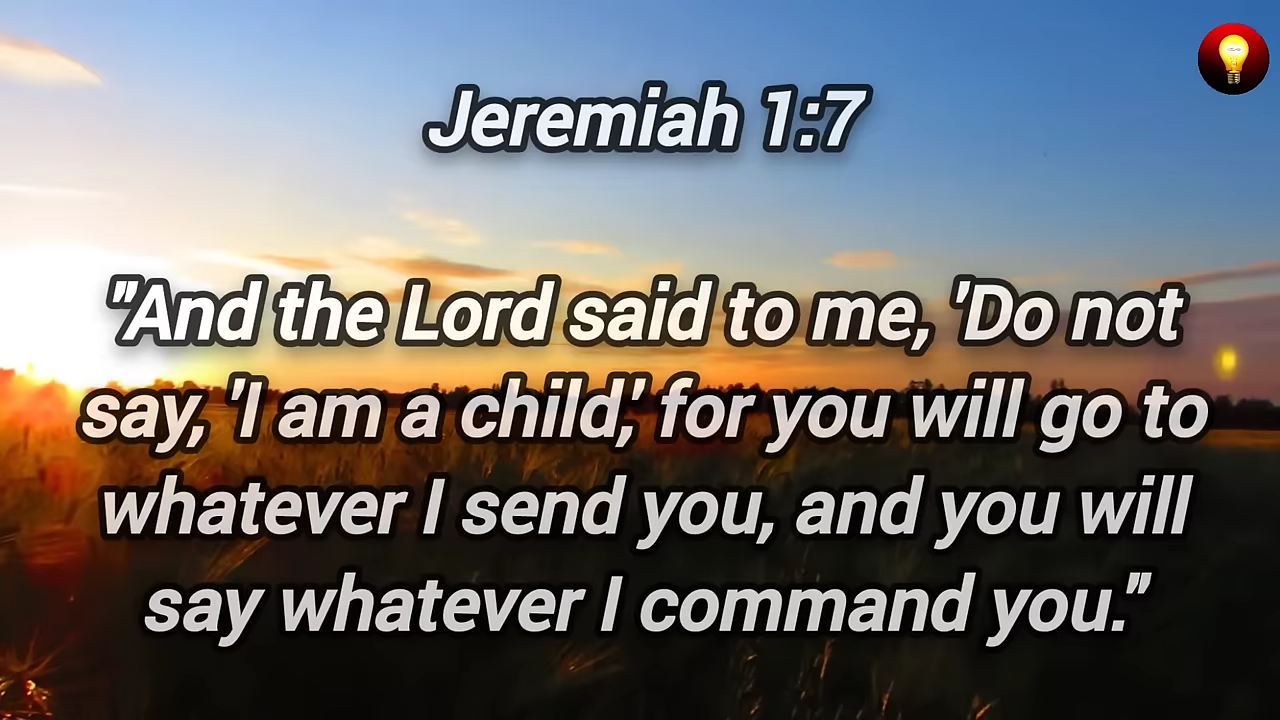 Jeremiah 1:7
"And the Lord said to me, 'Do not
say, 'I am a child,' for you will go to
whatever I send you, and you will
say whatever I command you."